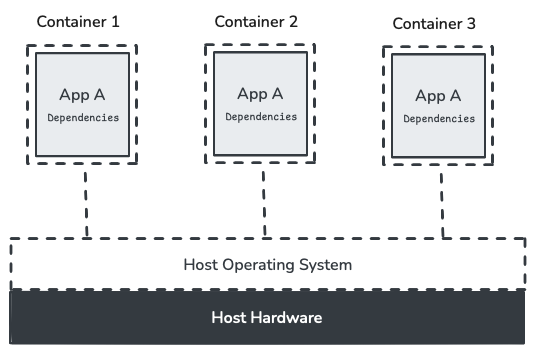 Container 1
Container 2
Container 3
App A
Dependencies
App A
Dependencies
App A
Dependencies
Host Operating System
Host Hardware